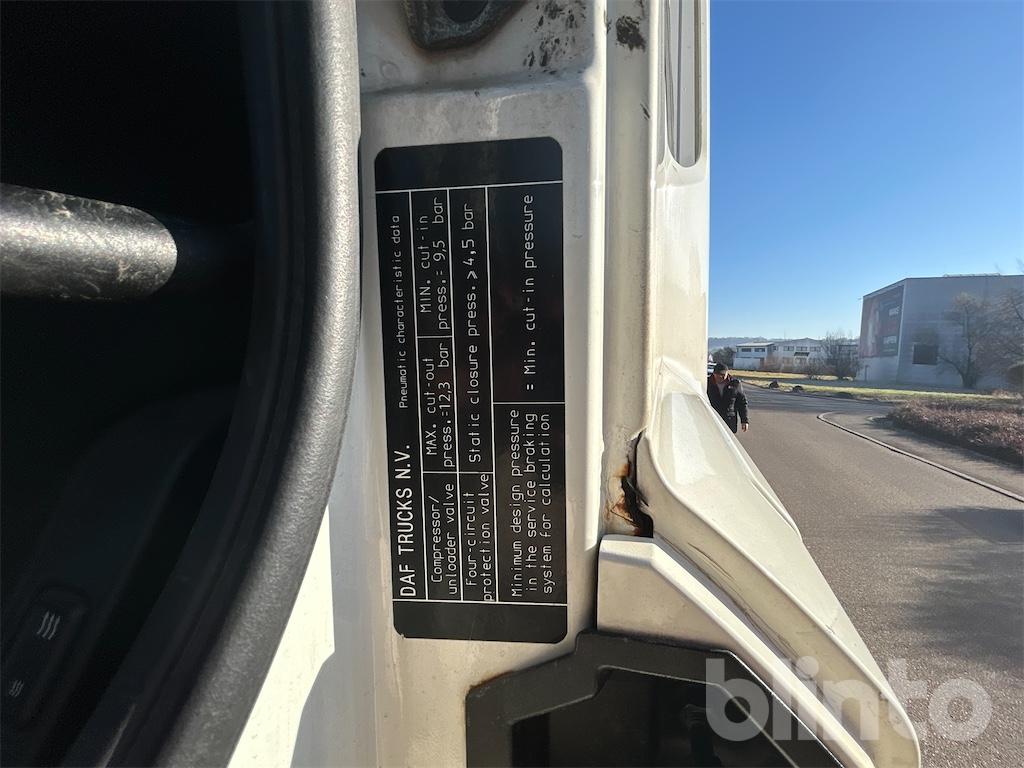 DAF TRUCKS N.V. Pneumatic characteristic data
Compressor/
unloader valve
MAX. cut-out
press.=12,3 bar
MIN. cut-in
press.= 9,5 bar
Four-circuit
protection valve
Static closure press.>4,5 bar
Minimum design pressure
in the service braking
system for calculation
= Min. cut-in pressure
blinto